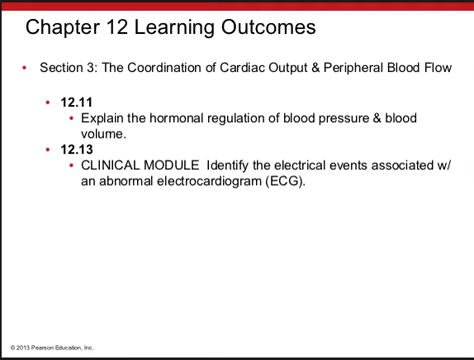 Chapter 12 Learning Outcomes
• Section 3: The Coordination of Cardiac Output & Peripheral Blood Flow
• 12.11
• Explain the hormonal regulation of blood pressure & blood
volume.
• 12.13
• CLINICAL MODULE Identify the electrical events associated w/
an abnormal electrocardiogram (ECG).
© 2013 Pearson Education, Inc.